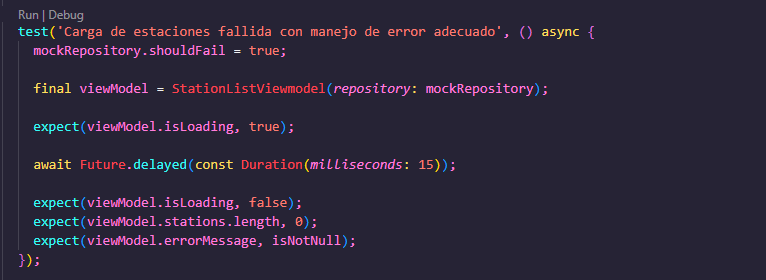 Run | Debug
test('Carga de estaciones fallida con manejo de error adecuado', () async {
mockRepository.shouldFail = true;
final viewModel = StationListViewmodel(repository: mockRepository);
expect(viewModel.isLoading, true);
await Future.delayed(const Duration(milliseconds: 15));
expect(viewModel.isLoading, false);
expect(viewModel.stations.length, 0);
expect(viewModel.errorMessage, isNotNull);
});